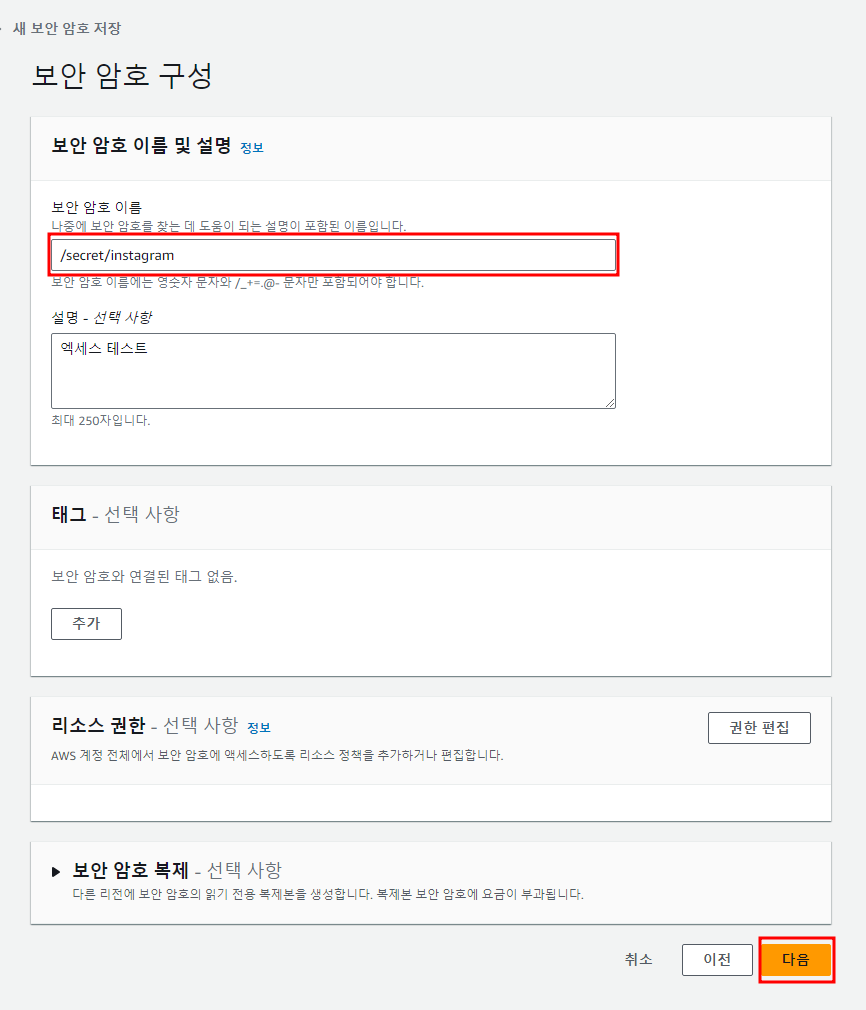 새 보안 암호 저장
보안 암호 구성
보안 암호 이름 및 설명 정보
보안 암호 이름
나중에 보안 암호를 찾는 데 도움이 되는 설명이 포함된 이름입니다.
/secret/instagram
보안 암호 이름에는 영숫자 문자와 /_+=.@- 문자만 포함되어야 합니다.
설명 - 선택 사항
엑세스 테스트
최대 250자입니다.
태그 - 선택 사항
보안 암호와 연결된 태그 없음.
추가
리소스 권한 - 선택 사항 정보
권한 편집
AWS 계정 전체에서 보안 암호에 액세스하도록 리소스 정책을 추가하거나 편집합니다.
보안 암호 복제 - 선택 사항
다른 리전에 보안 암호의 읽기 전용 복제본을 생성합니다. 복제본 보안 암호에 요금이 부과됩니다.
취소 이전 다음